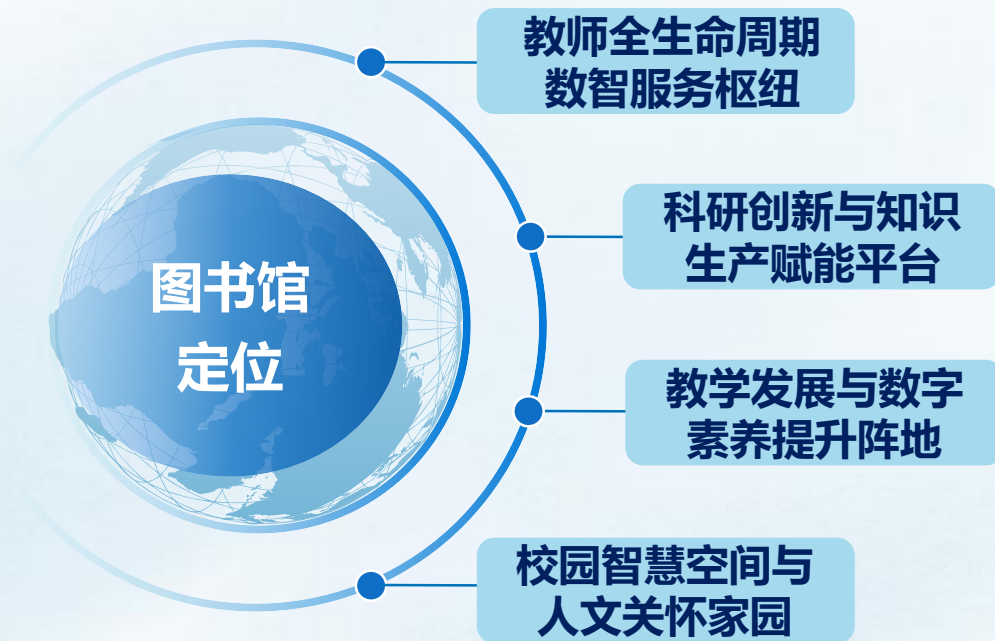 图书馆
定位
教师全生命周期
数智服务枢纽
科研创新与知识
生产赋能平台
教学发展与数字
素养提升阵地
校园智慧空间与
人文关怀家园